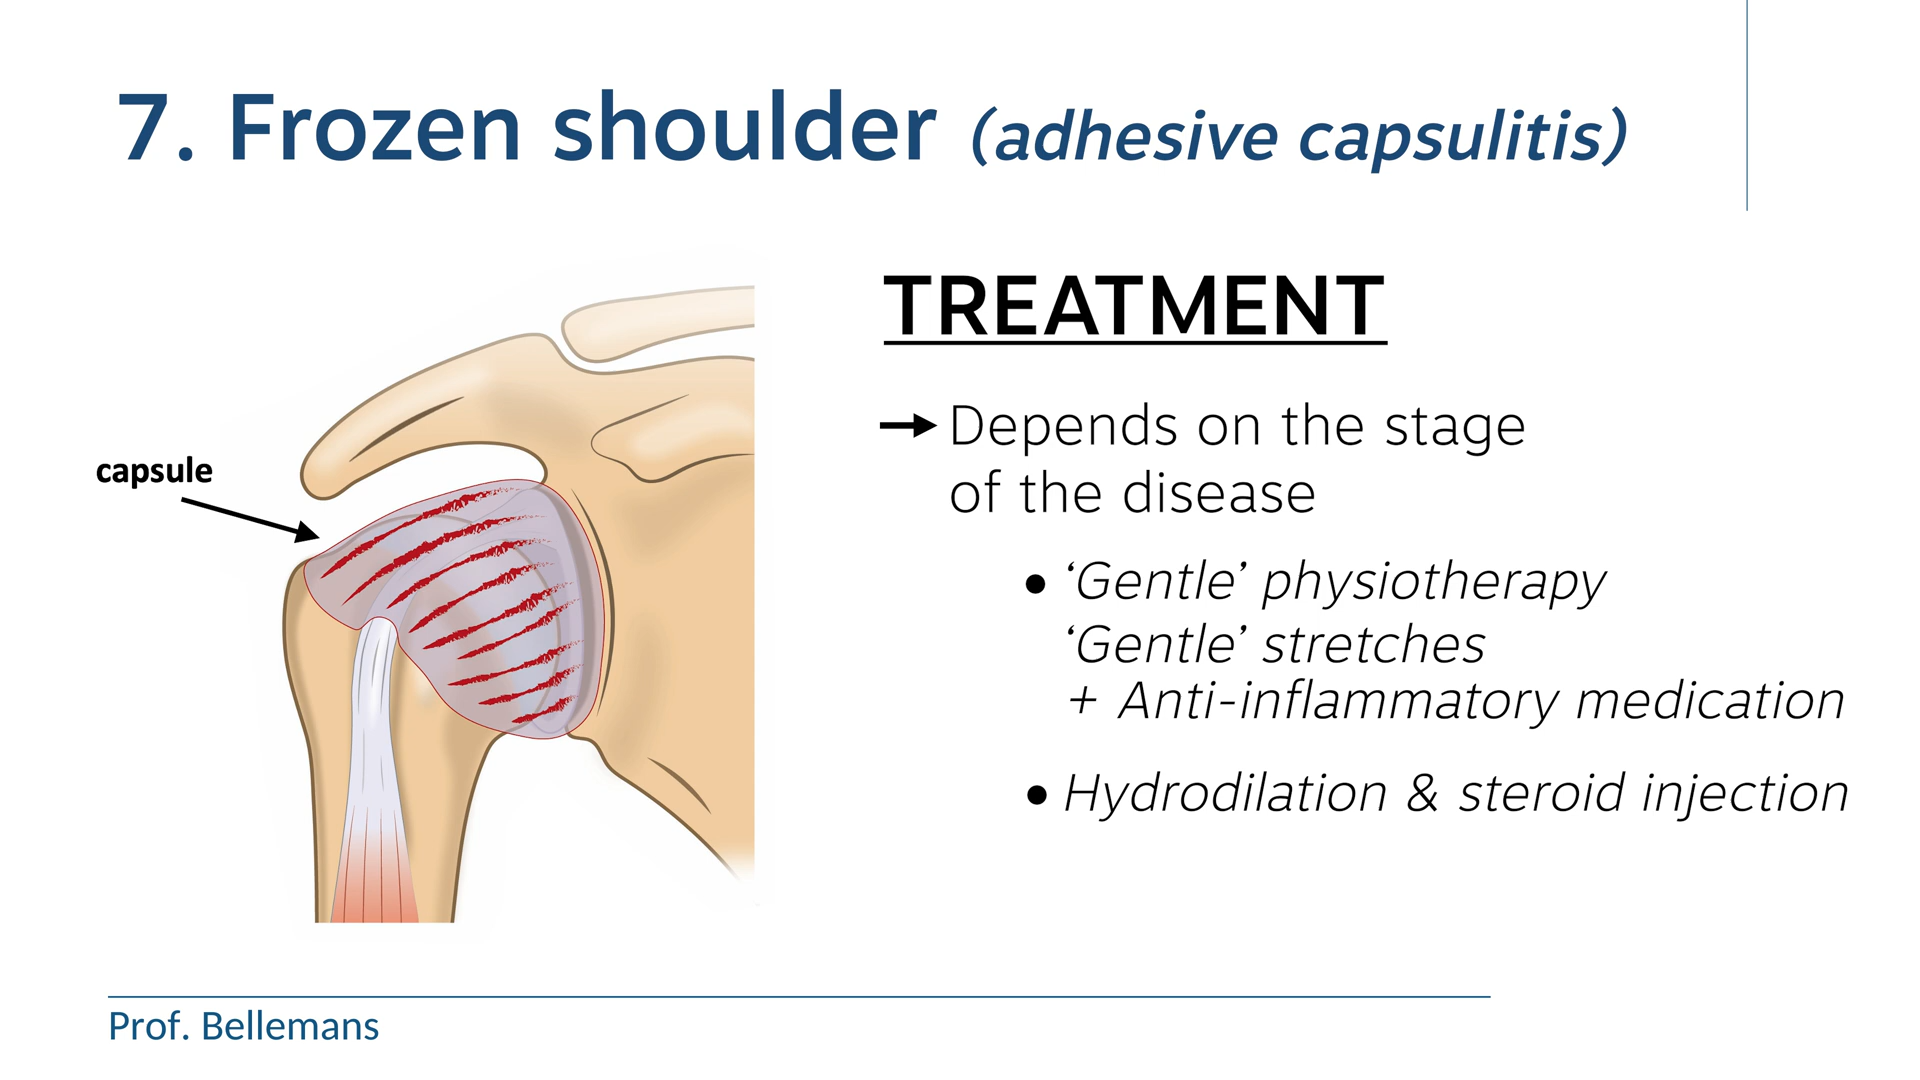 7. Frozen shoulder (adhesive capsulitis)
capsule
TREATMENT
→ Depends on the stage
of the disease
• ‘Gentle’ physiotherapy
‘Gentle’ stretches
+ Anti-inflammatory medication
• Hydrodilation & steroid injection
Prof. Bellemans